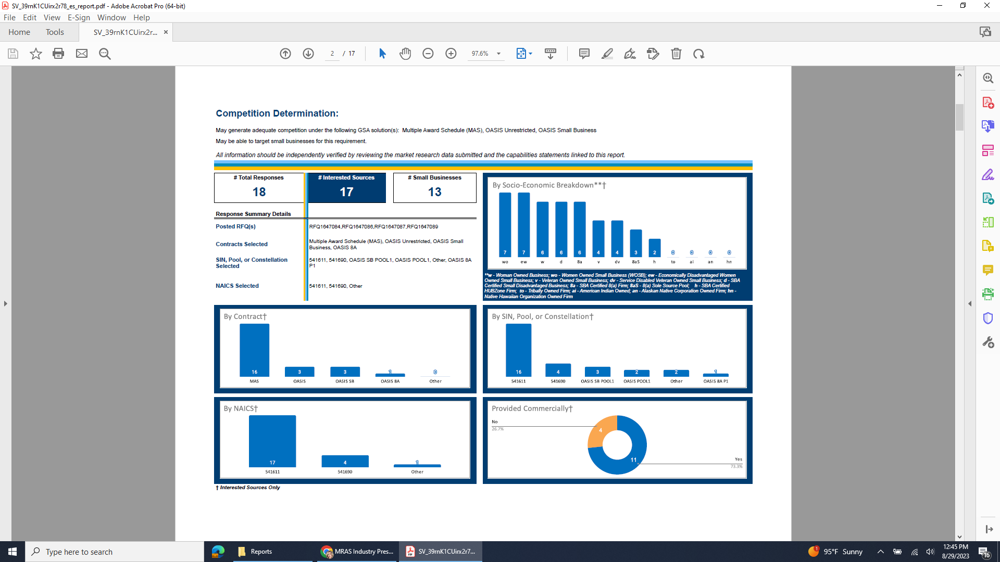 SV_39rnK1CUirx2r78_es_report.pdf - Adobe Acrobat Pro (64-bit)
File Edit View E-Sign Window Help
Home Tools SV_39rnK1CUirx2r... ×
2 / 17 97.6%
Competition Determination:
May generate adequate competition under the following GSA solution(s): Multiple Award Schedule (MAS), OASIS Unrestricted, OASIS Small Business
May be able to target small businesses for this requirement.
All information should be independently verified by reviewing the market research data submitted and the capabilities statements linked to this report.
# Total Responses
18
# Interested Sources
17
# Small Businesses
13
Response Summary Details
Posted RFQ(s)
RFQ1647084,RFQ1647086,RFQ1647087,RFQ1647089
Contracts Selected
Multiple Award Schedule (MAS), OASIS Unrestricted, OASIS Small
Business, OASIS 8A
SIN, Pool, or Constellation
Selected
541611, 541690, OASIS SB POOL1, OASIS POOL1, Other, OASIS 8A
P1
NAICS Selected
541611, 541690, Other
By Socio-Economic Breakdown**†
7 7 6 6 6 4 4 3 2 0 0 0 0
wo ew w d 8a v dv 8aS h to ai an hn
**w - Woman Owned Business; wo - Women Owned Small Business (WOSB); ew - Economically Disadvantaged Women
Owned Small Business; v - Veteran Owned Small Business; dv - Service Disabled Veteran Owned Small Business; d - SBA
Certified Small Disadvantaged Business; 8a - SBA Certified 8(a) Firm; 8aS - 8(a) Sole Source Pool; h - SBA Certified
HUBZone Firm; to - Tribally Owned Firm; ai - American Indian Owned; an - Alaskan Native Corporation Owned Firm; hn -
Native Hawaiian Organization Owned Firm
By Contract†
16 3 3 1 0
MAS OASIS OASIS SB OASIS 8A Other
By SIN, Pool, or Constellation†
16 4 3 2 2 1
541611 541690 OASIS SB POOL1 OASIS POOL1 Other OASIS 8A P1
By NAICS†
17 4 1
541611 541690 Other
Provided Commercially†
No
26.7%
4
11
Yes
73.3%
† Interested Sources Only
Type here to search
Reports
MRAS Industry Pres...
SV_39rnK1CUirx2r7...
1
95°F Sunny
12:45 PM
8/29/2023
16